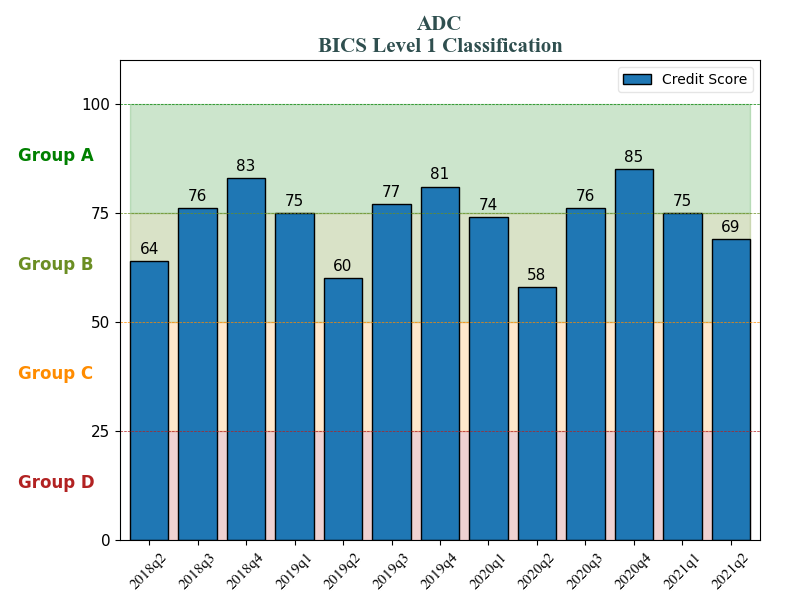 ADC
BICS Level 1 Classification
Credit Score
100
Group A
75
Group B
50
Group C
25
Group D
0
64
76
83
75
60
77
81
74
58
76
85
75
69
2018q2
2018q3
2018q4
2019q1
2019q2
2019q3
2019q4
2020q1
2020q2
2020q3
2020q4
2021q1
2021q2